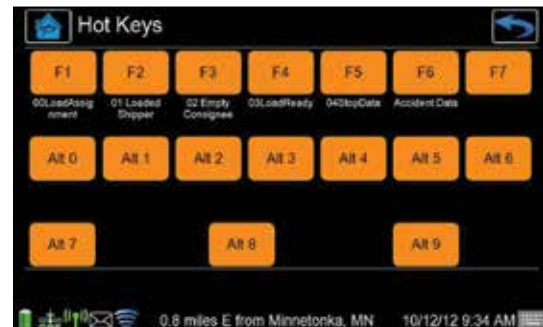 Hot Keys
F1 F2 F3 F4 F5 F6 F7
00LoadAssig nment 01 Loaded Shipper 02 Empty Consignee 03LoadReady 04StopData Accident Data
Alt 0 Alt 1 Alt 2 Alt 3 Alt 4 Alt 5 Alt 6
Alt 7 Alt 8 Alt 9
0.8 miles E from Minnetonka, MN 10/12/12 9:34 AM